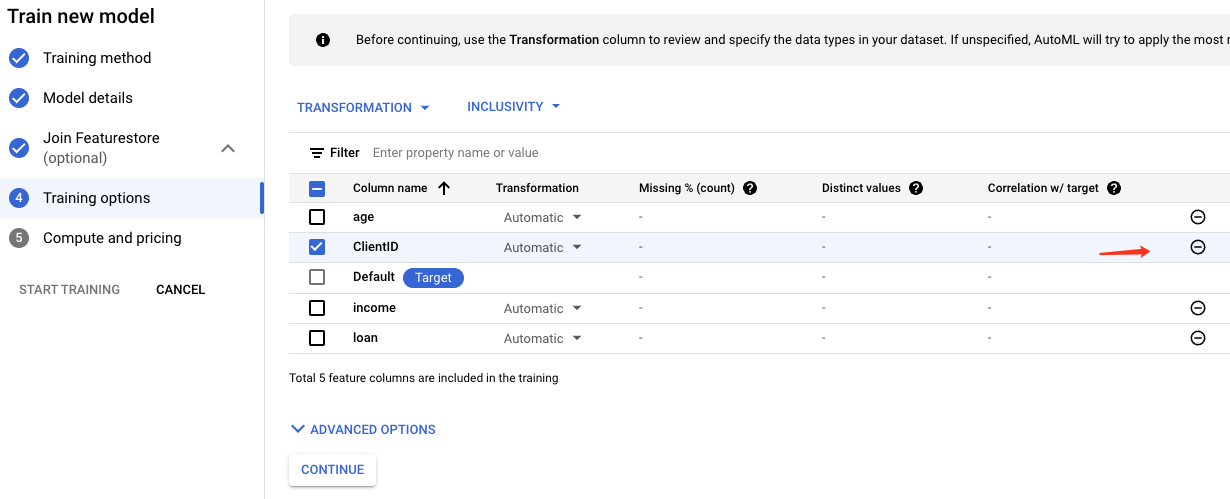 Train new model
Training method
Model details
Join Featurestore
(optional)
4 Training options
5 Compute and pricing
START TRAINING CANCEL
Before continuing, use the Transformation column to review and specify the data types in your dataset. If unspecified, AutoML will try to apply the most
TRANSFORMATION INCLUSIVITY
Filter Enter property name or value
Column name Transformation Missing % (count) ? Distinct values ? Correlation w/ target ?
age Automatic - - -
ClientID Automatic - - -
Default Target - - -
income Automatic - - -
loan Automatic - - -
Total 5 feature columns are included in the training
ADVANCED OPTIONS
CONTINUE